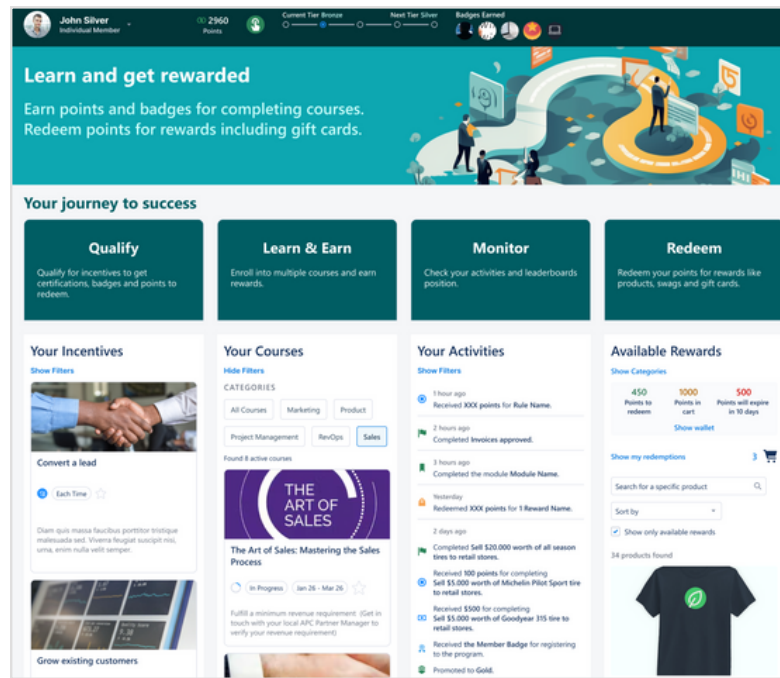 John Silver
Individual Member
2960
Points
Current Tier Bronze
Next Tier Silver
Badges Earned
Learn and get rewarded
Earn points and badges for completing courses.
Redeem points for rewards including gift cards.
Your journey to success
Qualify
Qualify for incentives to get
certifications, badges and points to
redeem.
Learn & Earn
Enroll into multiple courses and earn
rewards.
Monitor
Check your activities and leaderboards
position.
Redeem
Redeem your points for rewards like
products, swags and gift cards.
Your Incentives
Show Filters
Convert a lead
Each Time
Diam quis massa faucibus porttitor tristique
malesuada sed. Viverra feugiat suscipit nisi,
urna, enim nulla velit semper.
Grow existing customers
Your Courses
Hide Filters
CATEGORIES
All Courses
Marketing
Product
Project Management
RevOps
Sales
Found 8 active courses
THE
ART OF
SALES
The Art of Sales: Mastering the Sales
Process
In Progress
Jan 26 - Mar 26
Fulfill a minimum revenue requirement (Get in
touch with your local APC Partner Manager to
verify your revenue requirement)
Your Activities
Show Filters
1 hour ago
Received XXX points for Rule Name.
2 hours ago
Completed Invoices approved.
3 hours ago
Completed the module Module Name.
Yesterday
Redeemed XXX points for 1 Reward Name.
2 days ago
Completed Sell $20.000 worth of all season
tires to retail stores.
Received 100 points for completing
Sell $5.000 worth of Michelin Pilot Sport tire
to retail stores.
Received $500 for completing
Sell $5.000 worth of Goodyear 315 tire to
retail stores.
Received the Member Badge for registering
to the program.
Promoted to Gold.
Available Rewards
Show Categories
450
Points to
redeem
1000
Points in
cart
500
Points will expire
in 10 days
Show wallet
Show my redemptions
3
Search for a specific product
Sort by
Show only available rewards
34 products found